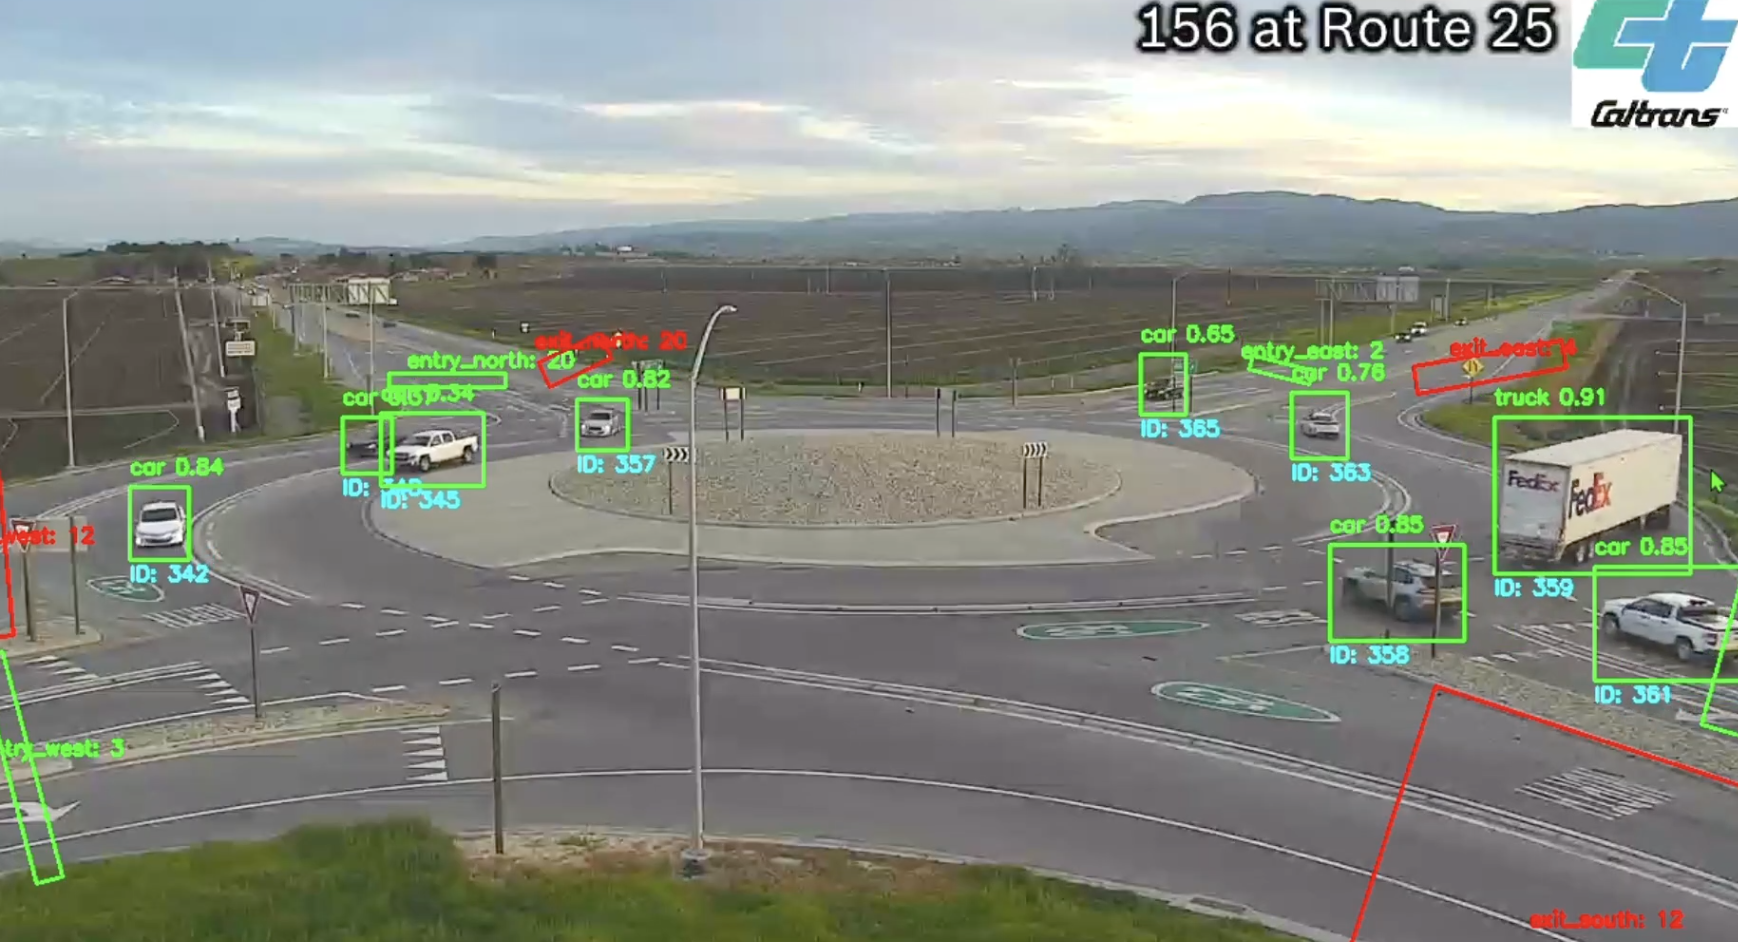 156 at Route 25
Caltrans
exit_north: 20
entry_north: 20
car 0.82
car 0.65
entry_east: 2
exit_east: 4
car 0.76
car
0.34
truck 0.91
ID: 365
ID: 357
ID: 363
car 0.84
ID: 345
FedEx
FedEx
west: 12
car 0.85
car 0.85
ID: 342
ID: 359
ID: 358
ID: 361
try_west: 3
exit_south: 12